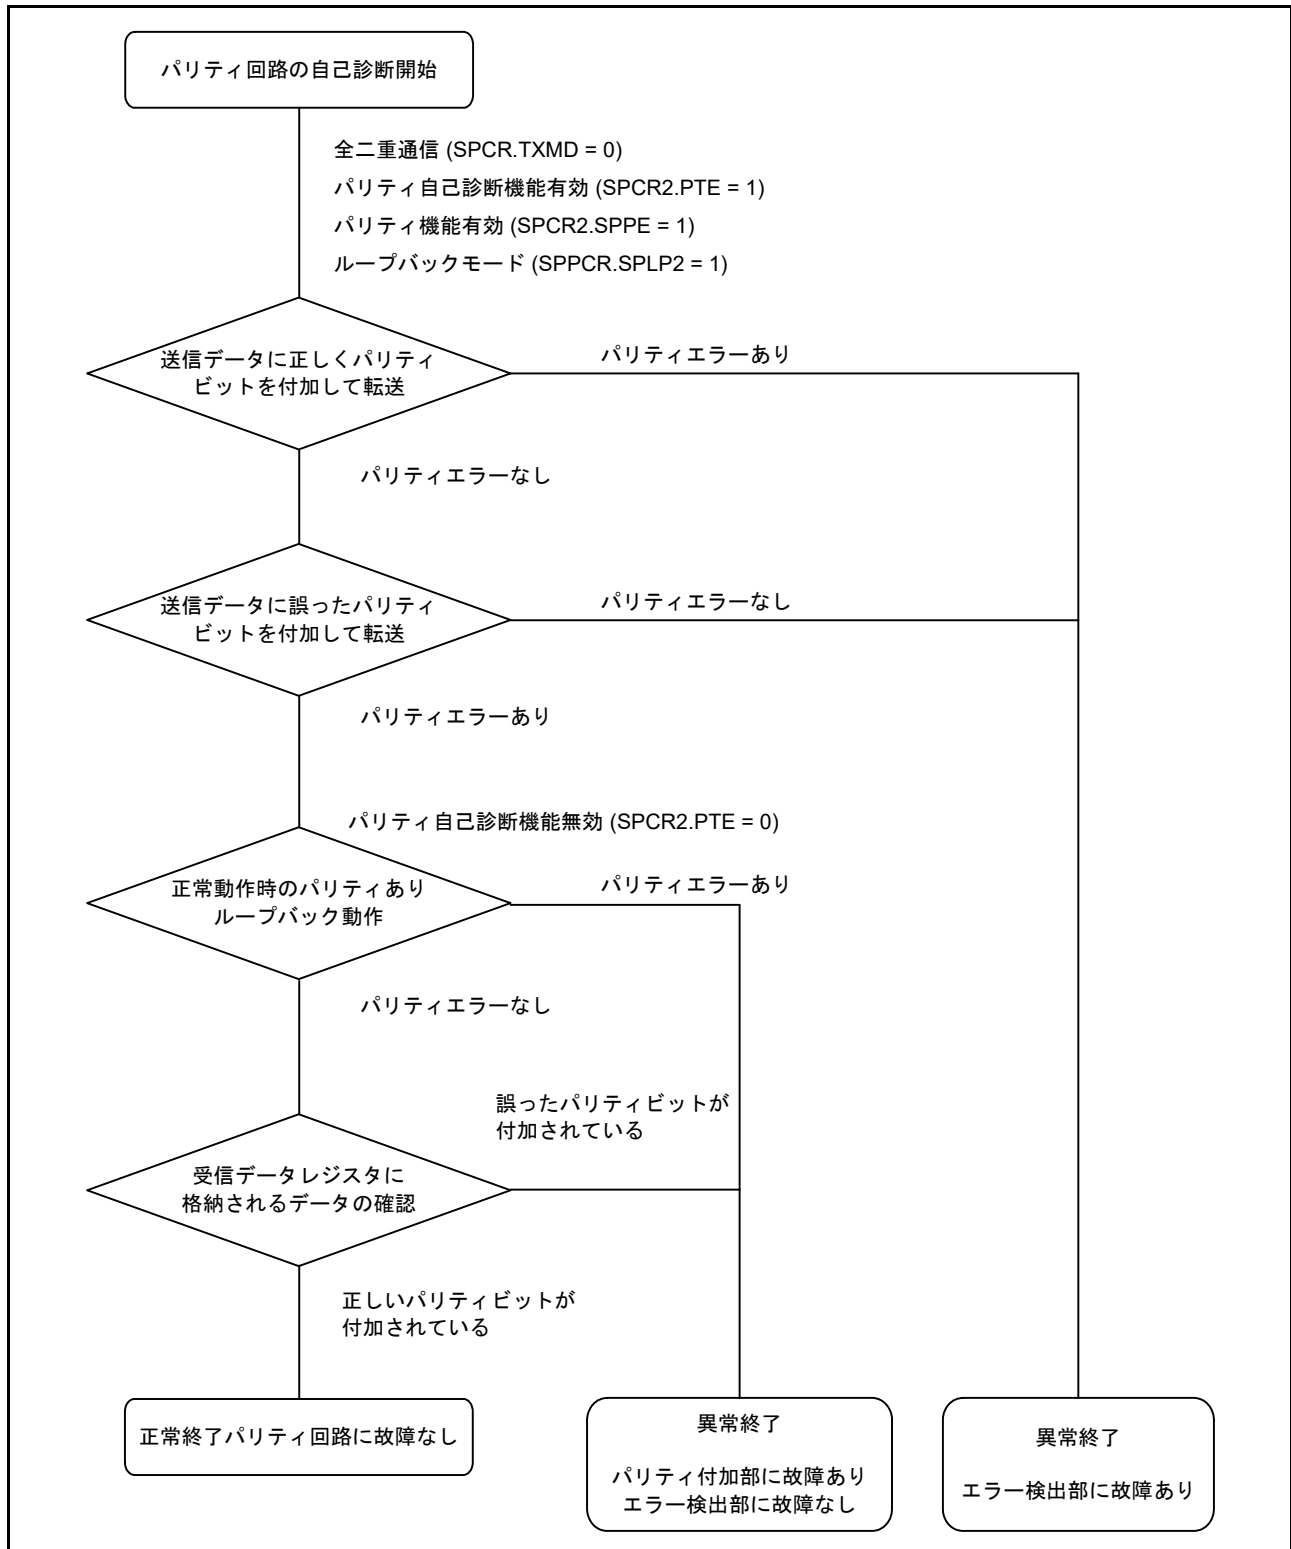 パリティ回路の自己診断開始
全二重通信 (SPCR.TXMD = 0)
パリティ自己診断機能有効 (SPCR2.PTE = 1)
パリティ機能有効 (SPCR2.SPPE = 1)
ループバックモード (SPPCR.SPLP2 = 1)
送信データに正しくパリティ
ビットを付加して転送
パリティエラーあり
パリティエラーなし
送信データに誤ったパリティ
ビットを付加して転送
パリティエラーなし
パリティエラーあり
パリティ自己診断機能無効 (SPCR2.PTE = 0)
正常動作時のパリティあり
ループバック動作
パリティエラーあり
パリティエラーなし
誤ったパリティビットが
付加されている
受信データレジスタに
格納されるデータの確認
正しいパリティビットが
付加されている
正常終了パリティ回路に故障なし
異常終了
パリティ付加部に故障あり
エラー検出部に故障なし
異常終了
エラー検出部に故障あり